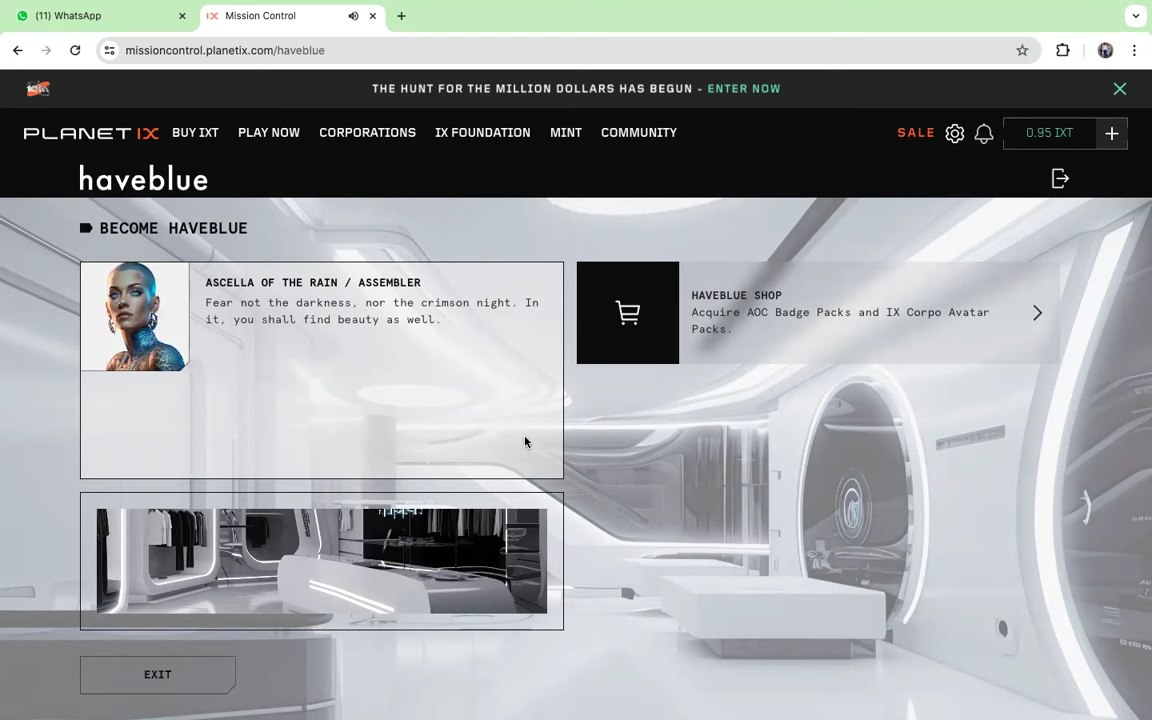 (11) WhatsApp
Mission Control
missioncontrol.planetix.com/haveblue
THE HUNT FOR THE MILLION DOLLARS HAS BEGUN - ENTER NOW
PLANET IX BUY IXT PLAY NOW CORPORATIONS IX FOUNDATION MINT COMMUNITY SALE 0.95 IXT
haveblue
BECOME HAVEBLUE
ASCELLA OF THE RAIN / ASSEMBLER
Fear not the darkness, nor the crimson night. In
it, you shall find beauty as well.
HAVEBLUE SHOP
Acquire AOC Badge Packs and IX Corpo Avatar
Packs.
EXIT